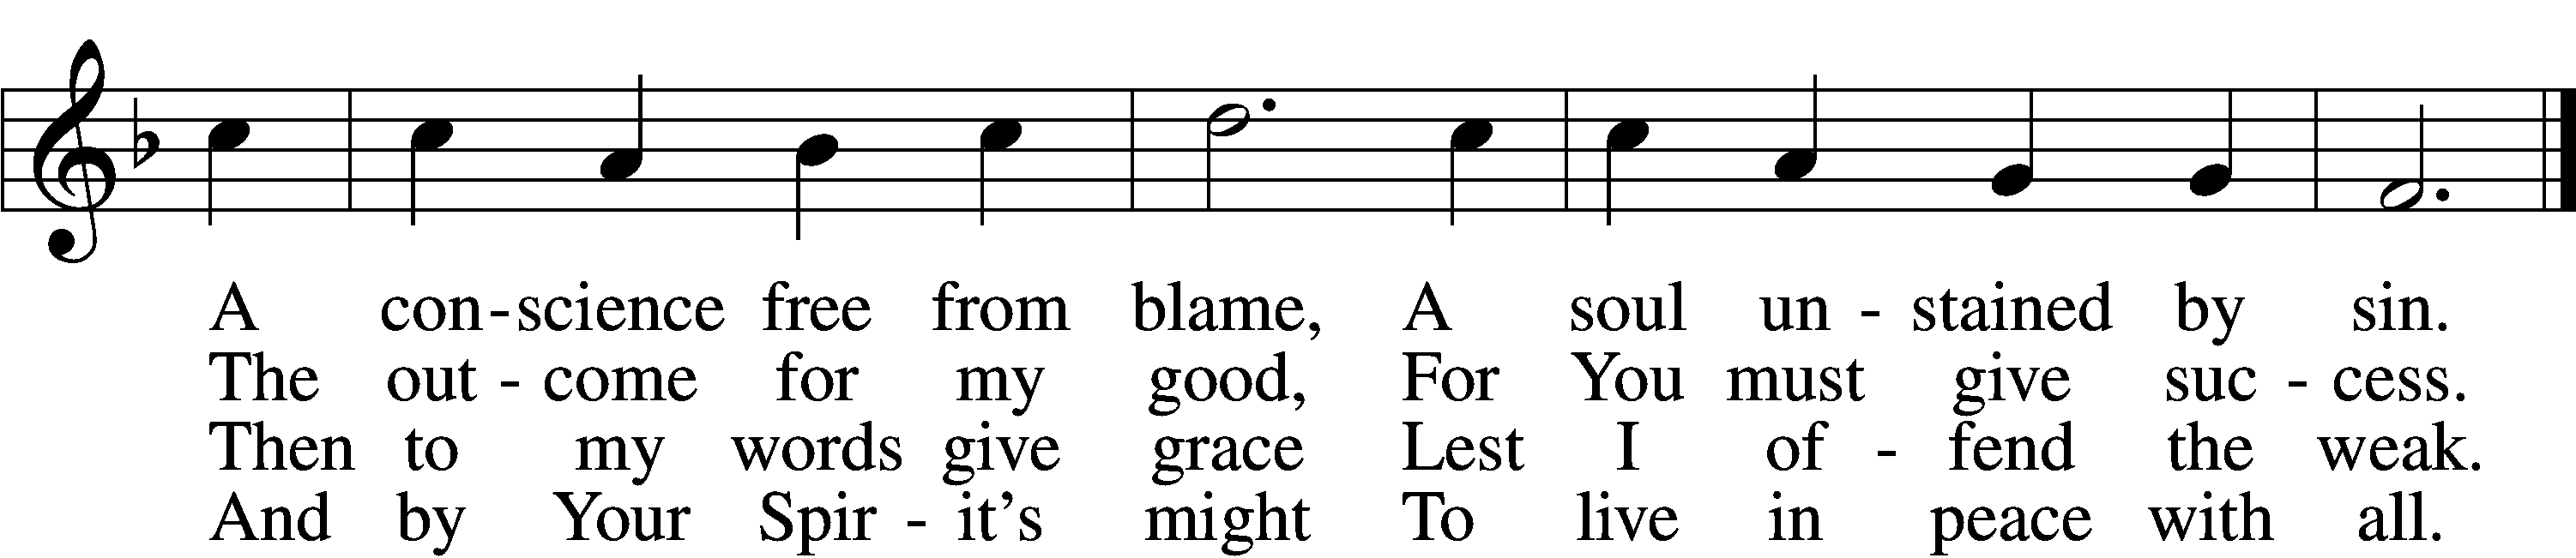 A con-science free from blame, A soul un - stained by sin.
The out - come for my good, For You must give suc - cess.
Then to my words give grace Lest I of - fend the weak.
And by Your Spir - it's might To live in peace with all.